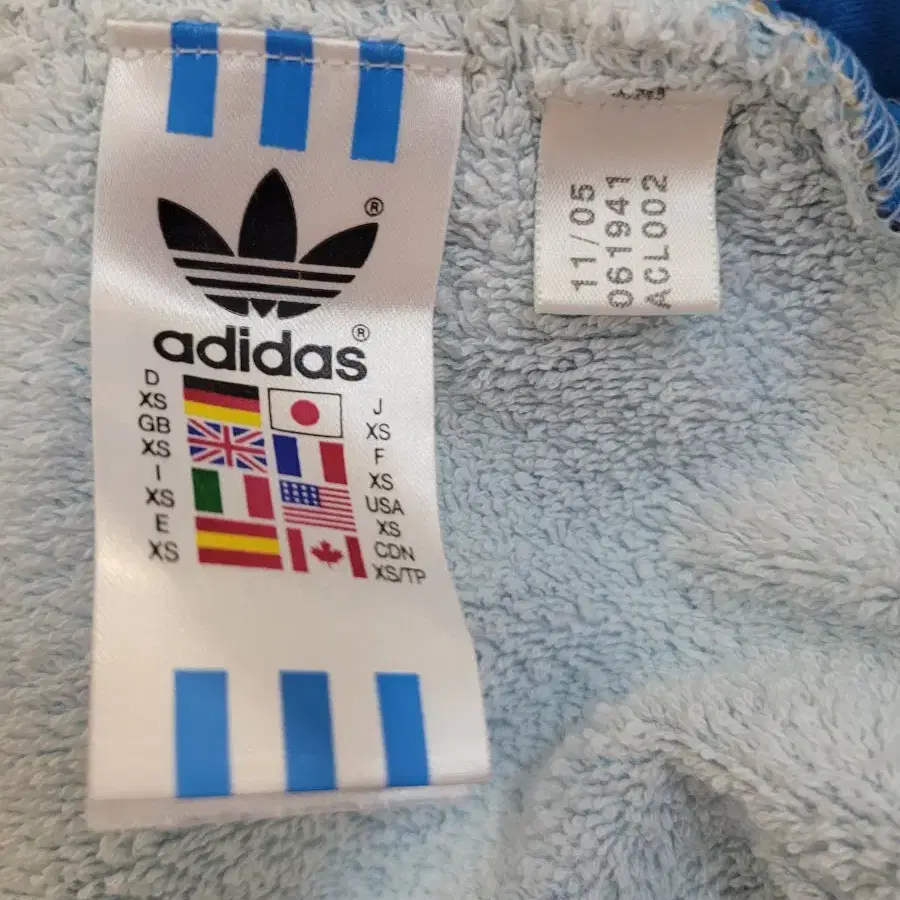 ®
adidas®
D
XS
GB
XS
I
XS
E
XS
J
XS
F
XS
USA
XS
CDN
XS/TP
11/05
061941
ACL002